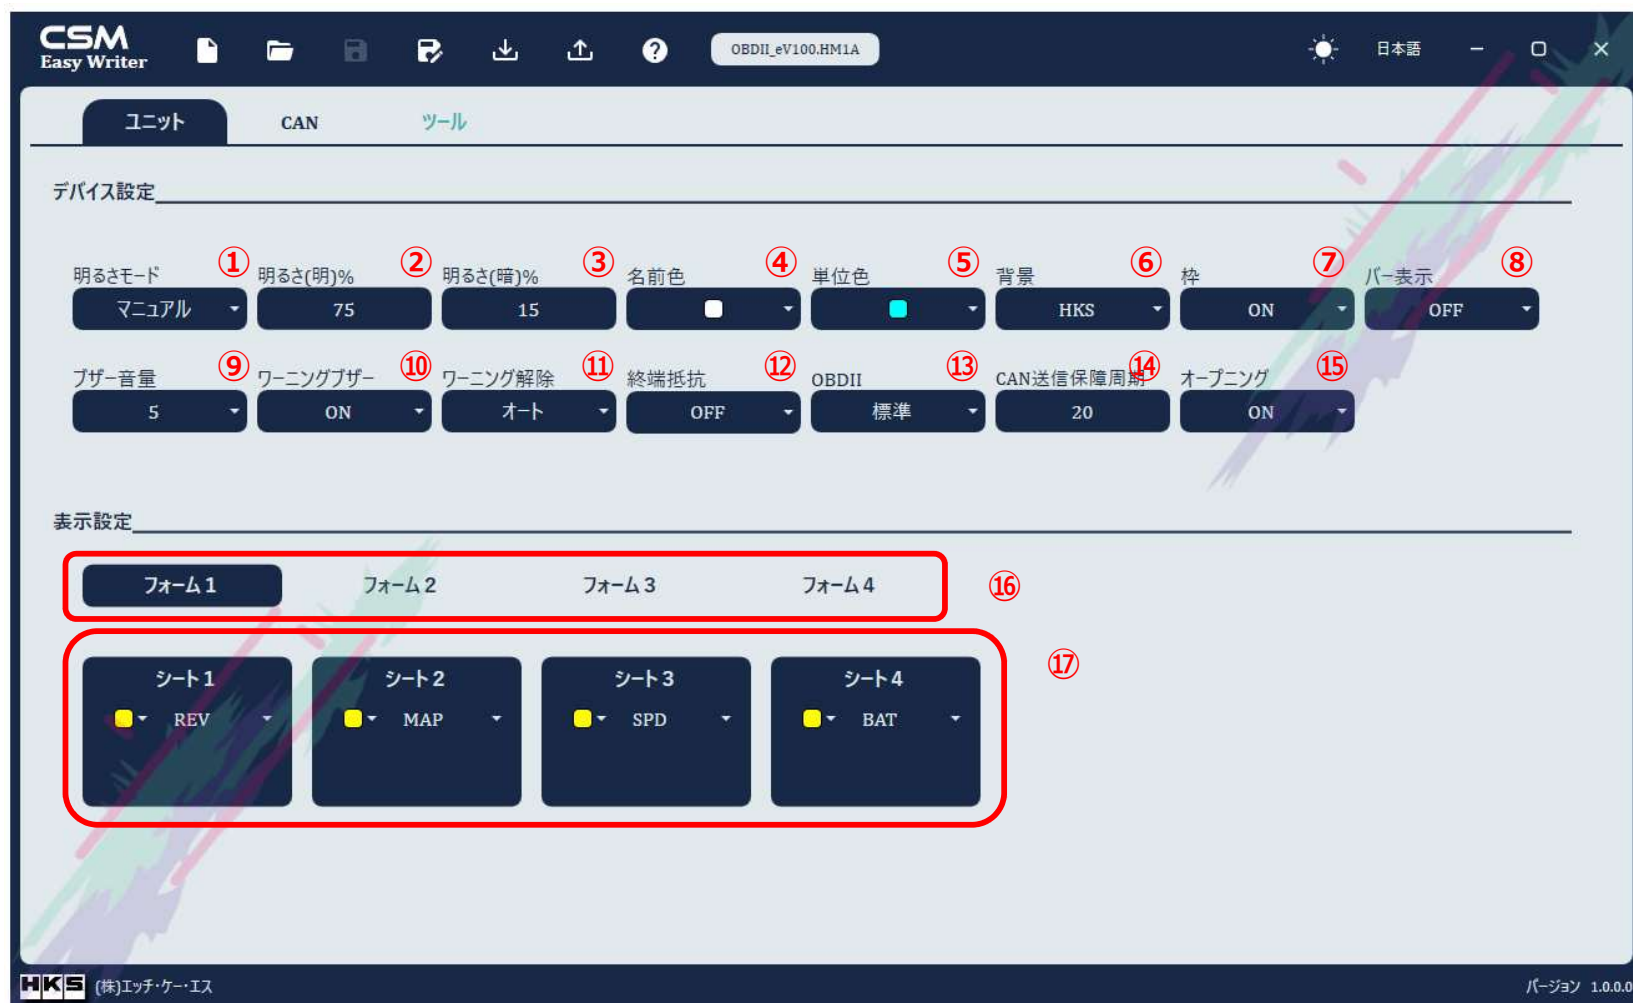 CSM
Easy Writer
OBDII_eV100.HM1A
日本語
ユニット CAN ツール
デバイス設定
明るさモード ① 明るさ(明)% ② 明るさ(暗)% ③ 名前色 ④ 単位色 ⑤ 背景 ⑥ 枠 ⑦ バー表示 ⑧
マニュアル 75 15 HKS ON OFF
ブザー音量 ⑨ ワーニングブザー ⑩ ワーニング解除 ⑪ 終端抵抗 ⑫ OBDII ⑬ CAN送信保障周期 ⑭ オープニング ⑮
5 ON オート OFF 標準 20 ON
表示設定
フォーム1 フォーム2 フォーム3 フォーム4 ⑯
シート1 シート2 シート3 シート4 ⑰
REV MAP SPD BAT
HKS (株)エッチ・ケー・エス バージョン 1.0.0.0